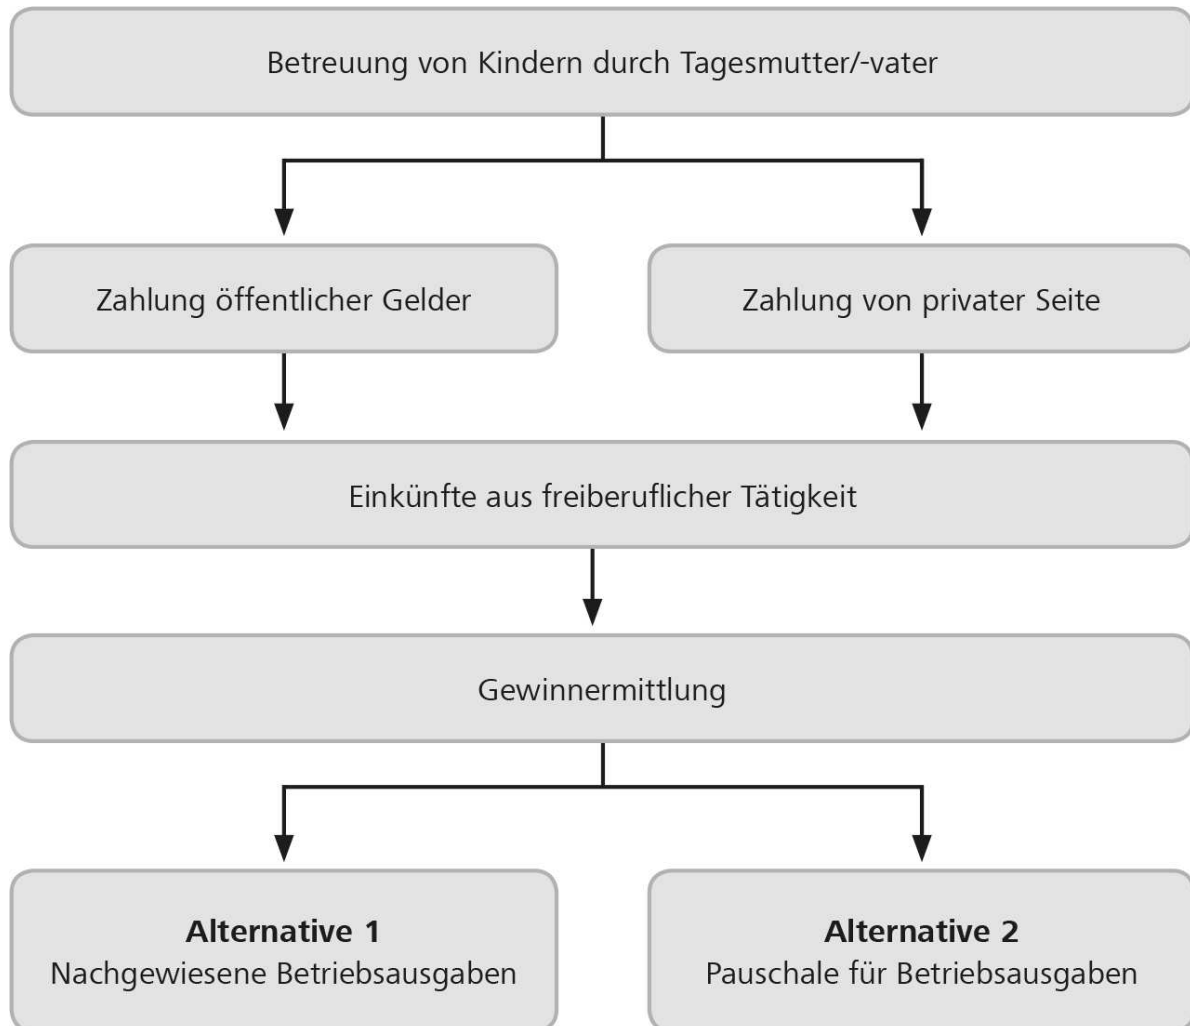 Betreuung von Kindern durch Tagesmutter/-vater
Zahlung öffentlicher Gelder
Zahlung von privater Seite
Einkünfte aus freiberuflicher Tätigkeit
Gewinnermittlung
Alternative 1
Nachgewiesene Betriebsausgaben
Alternative 2
Pauschale für Betriebsausgaben